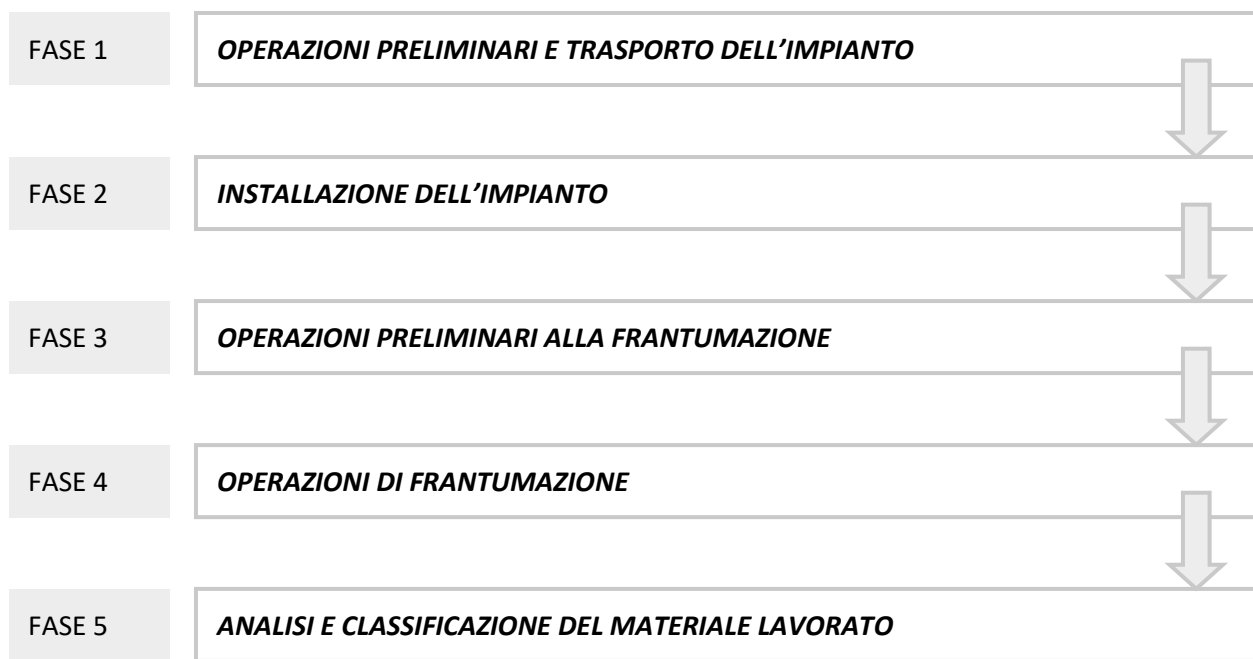 FASE 1
OPERAZIONI PRELIMINARI E TRASPORTO DELL’IMPIANTO
FASE 2
INSTALLAZIONE DELL’IMPIANTO
FASE 3
OPERAZIONI PRELIMINARI ALLA FRANTUMAZIONE
FASE 4
OPERAZIONI DI FRANTUMAZIONE
FASE 5
ANALISI E CLASSIFICAZIONE DEL MATERIALE LAVORATO